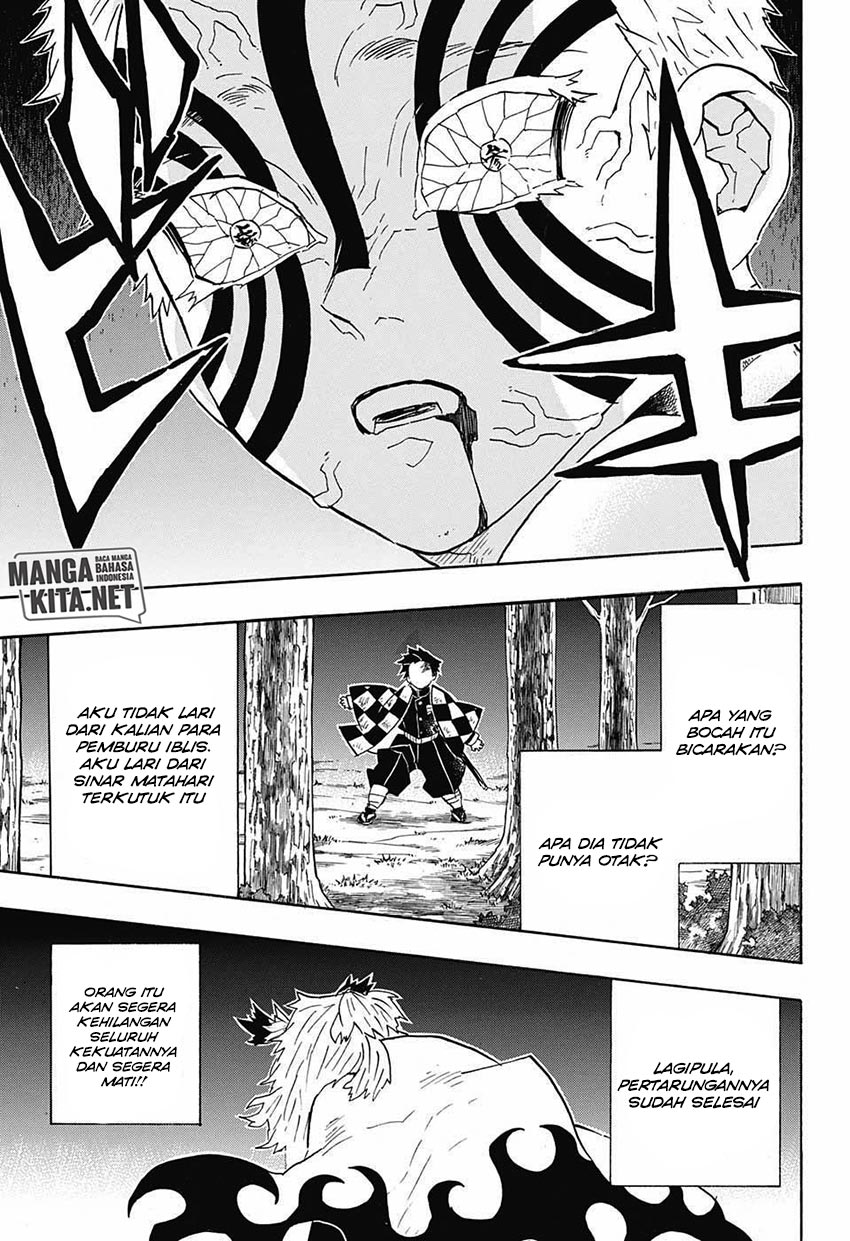 MANGA
KITA.NET
BACA MANGA
BAHASA
INDONESIA
APA YANG
BOCAH ITU
BICARAKAN?
APA DIA TIDAK
PUNYA OTAK?
AKU TIDAK LARI
DARI KALIAN PARA
PEMBURU IBLIS.
AKU LARI DARI
SINAR MATAHARI
TERKUTUK ITU
LAGIPULA,
PERTARUNGANNYA
SUDAH SELESAI
ORANG ITU
AKAN SEGERA
KEHILANGAN
SELURUH
KEKUATANNYA
DAN SEGERA
MATI!!